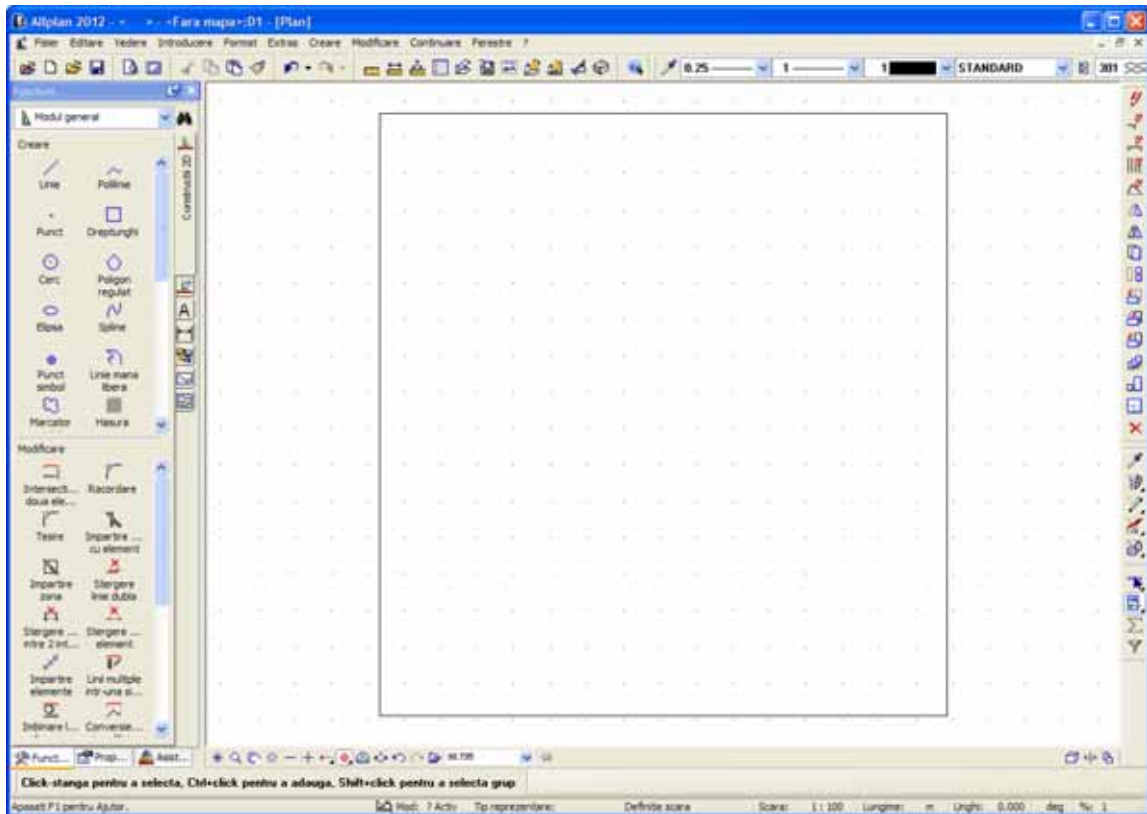 Allplan 2012 - < > - <Fara mapa>:D1 - [Plan]
Fisier Editare Vedere Introducere Format Extras Creare Modificare Continuare Ferestre ?
0.25 1 1 STANDARD 301
Functiuni
Modul general
Creare
Constructii 2D
Linie Polilinie
Punct Dreptunghi
Cerc Poligon regulat
Elipsa Spline
Punct simbol Linie mana libera
Marcator Hasura
Modificare
Intersect... doua ele... Racordare
Tesire Impartire ... cu element
Impartire zona Stergere linie dubla
Stergere ... intre 2 int... Stergere ... element
Impartire elemente Linii multiple intr-una si...
Imbinare l... Conversie...
Funct... Prop... Asist...
Click-stanga pentru a selecta, Ctrl+click pentru a adauga, Shift+click pentru a selecta grup
Apasati F1 pentru Ajutor. Mod: 7 Activ Tip reprezentare: Definitie scara Scara: 1 : 100 Lungime: m Unghi: 0.000 deg %: 1